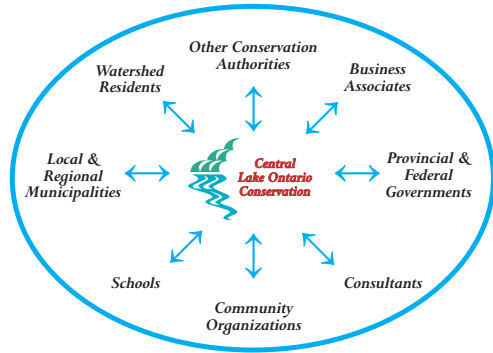 Other Conservation
Authorities
Watershed
Residents
Business
Associates
Local &
Regional
Municipalities
Central
Lake Ontario
Conservation
Provincial &
Federal
Governments
Schools
Consultants
Community
Organizations